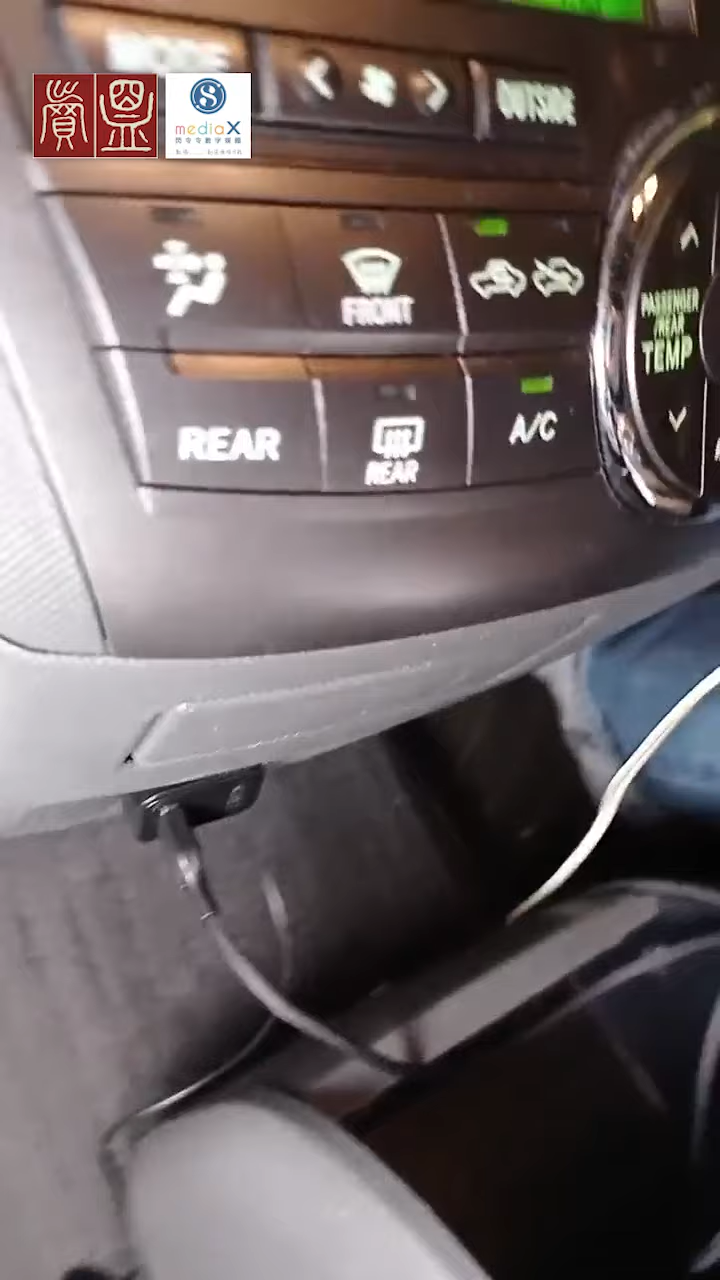 MODE
OUTSIDE
mediaX
FRONT
PASSENGER
/REAR
TEMP
REAR
REAR
A/C